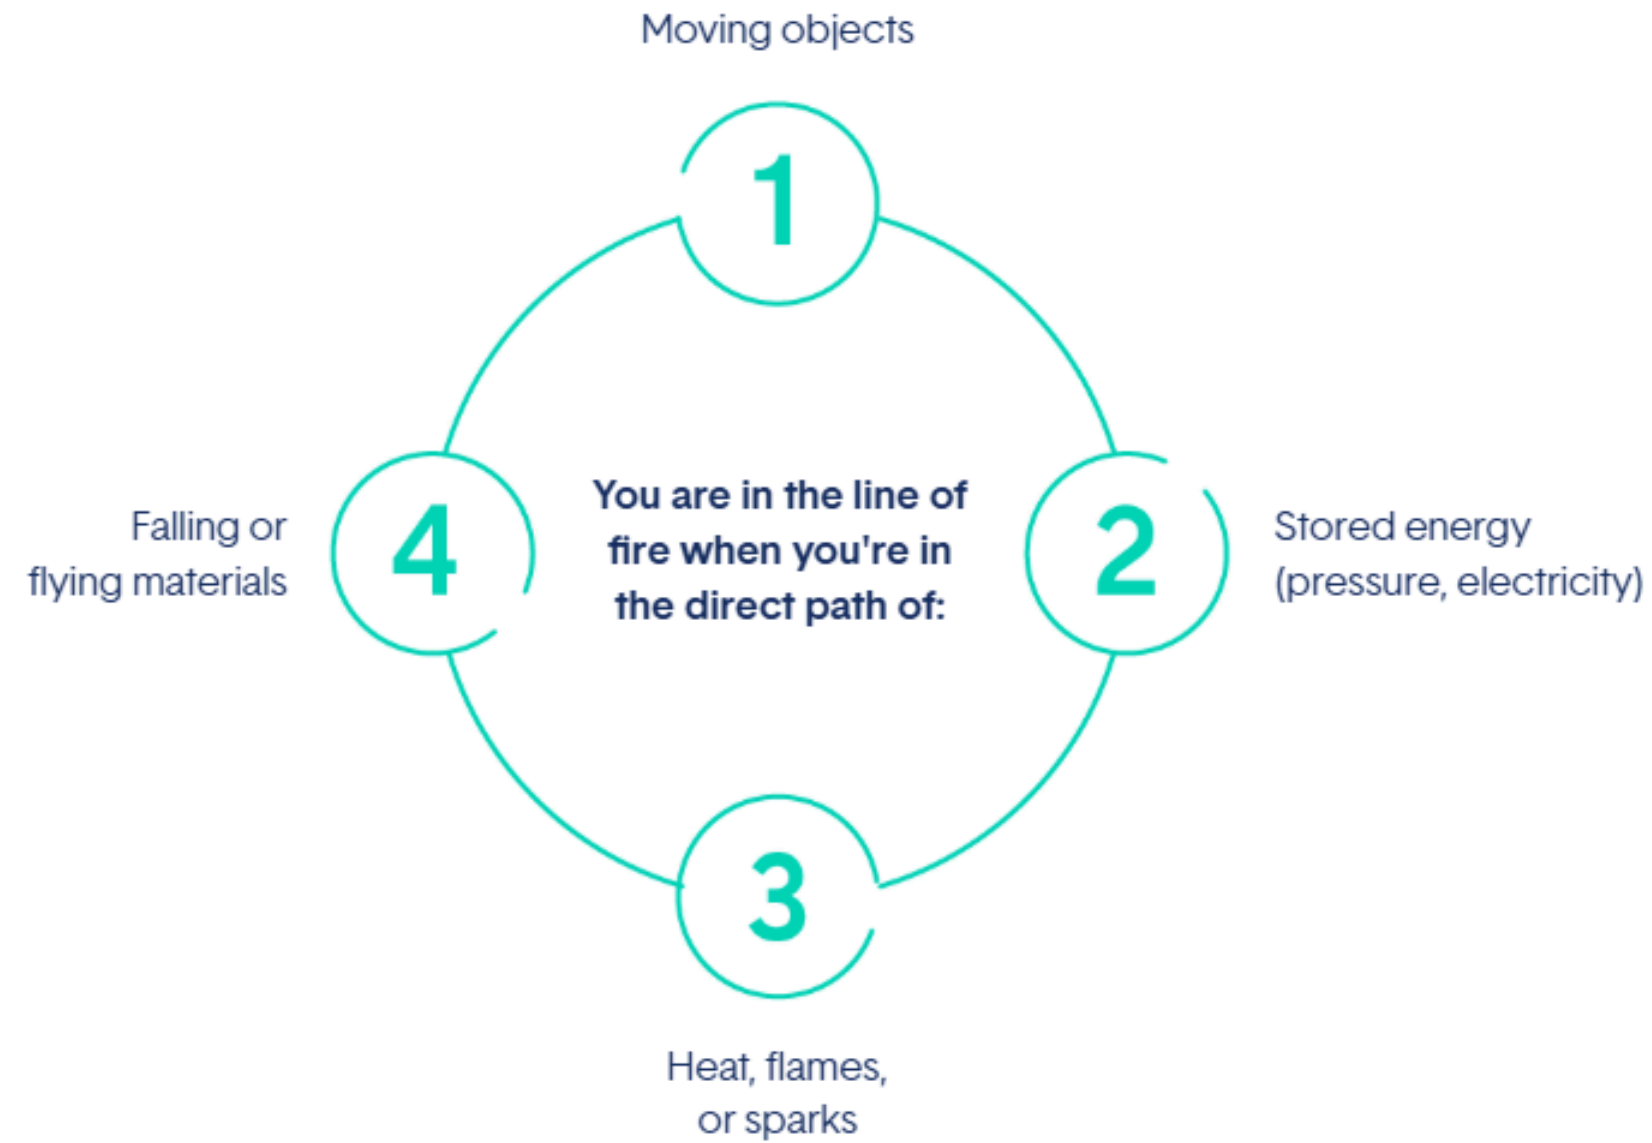 Moving objects
1
You are in the line of
fire when you're in
the direct path of:
2
Stored energy
(pressure, electricity)
3
Heat, flames,
or sparks
4
Falling or
flying materials